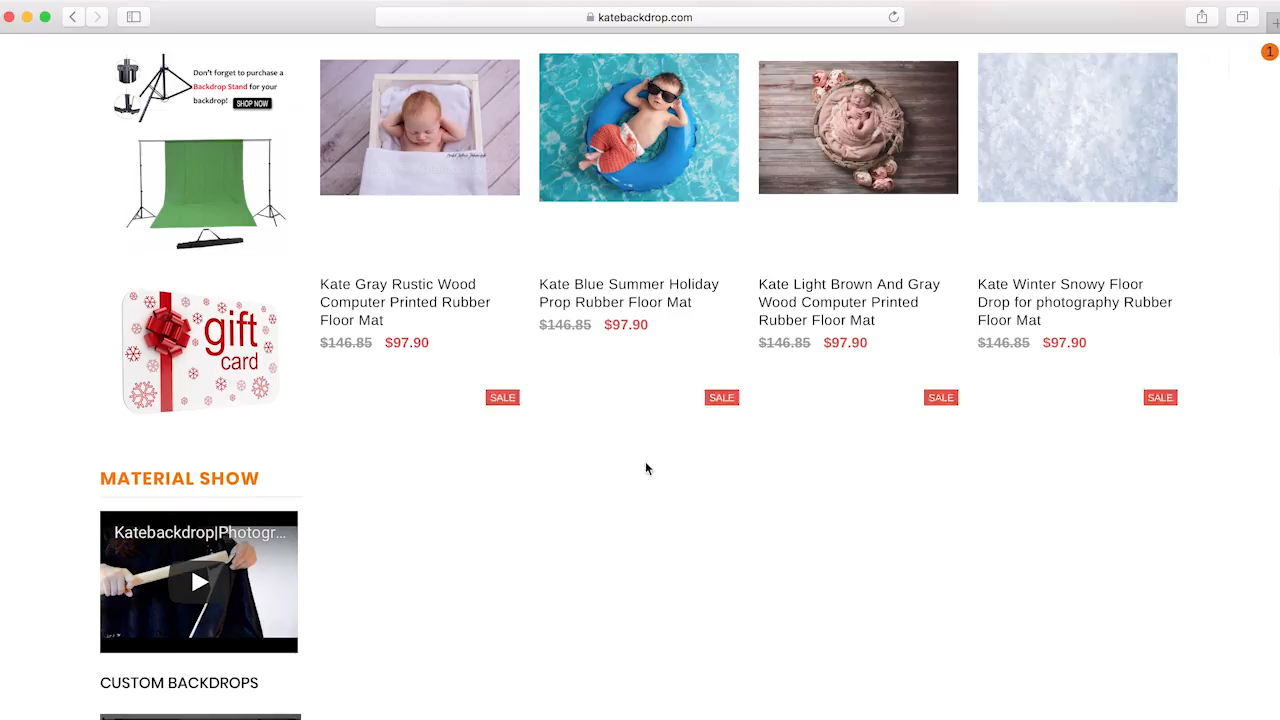 katebackdrop.com
1
Don't forget to purchase a
Backdrop Stand for your
backdrop! SHOP NOW
gift
card
Kate Gray Rustic Wood
Computer Printed Rubber
Floor Mat
$146.85 $97.90
Kate Blue Summer Holiday
Prop Rubber Floor Mat
$146.85 $97.90
Kate Light Brown And Gray
Wood Computer Printed
Rubber Floor Mat
$146.85 $97.90
Kate Winter Snowy Floor
Drop for photography Rubber
Floor Mat
$146.85 $97.90
SALE
SALE
SALE
SALE
MATERIAL SHOW
Katebackdrop|Photogr...
CUSTOM BACKDROPS